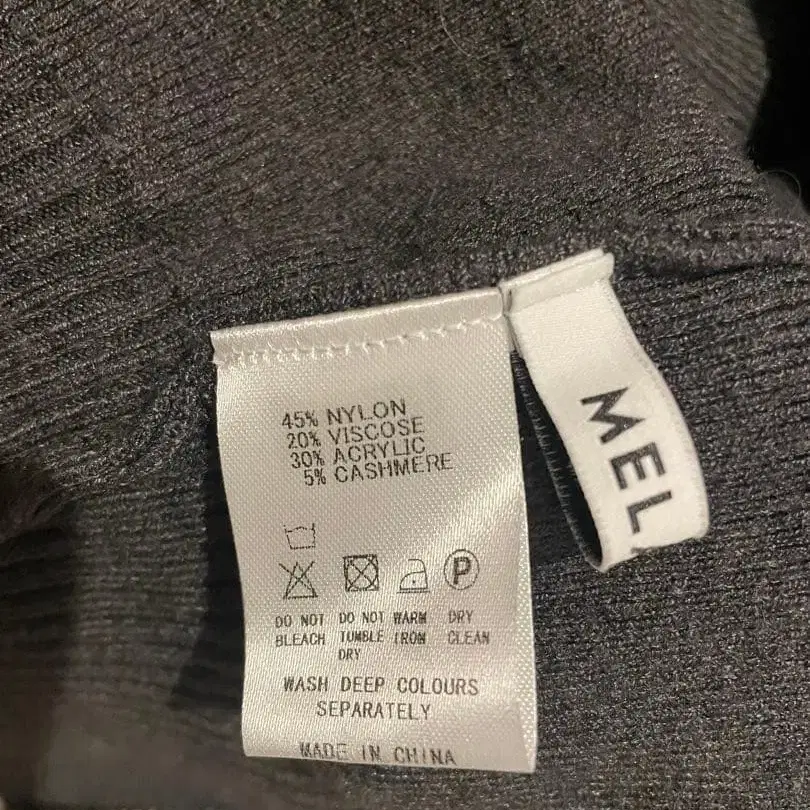 45% NYLON
20% VISCOSE
30% ACRYLIC
5% CASHMERE
P
DO NOT BLEACH
DO NOT TUMBLE DRY
WARM IRON
DRY CLEAN
WASH DEEP COLOURS
SEPARATELY
MADE IN CHINA
MEL